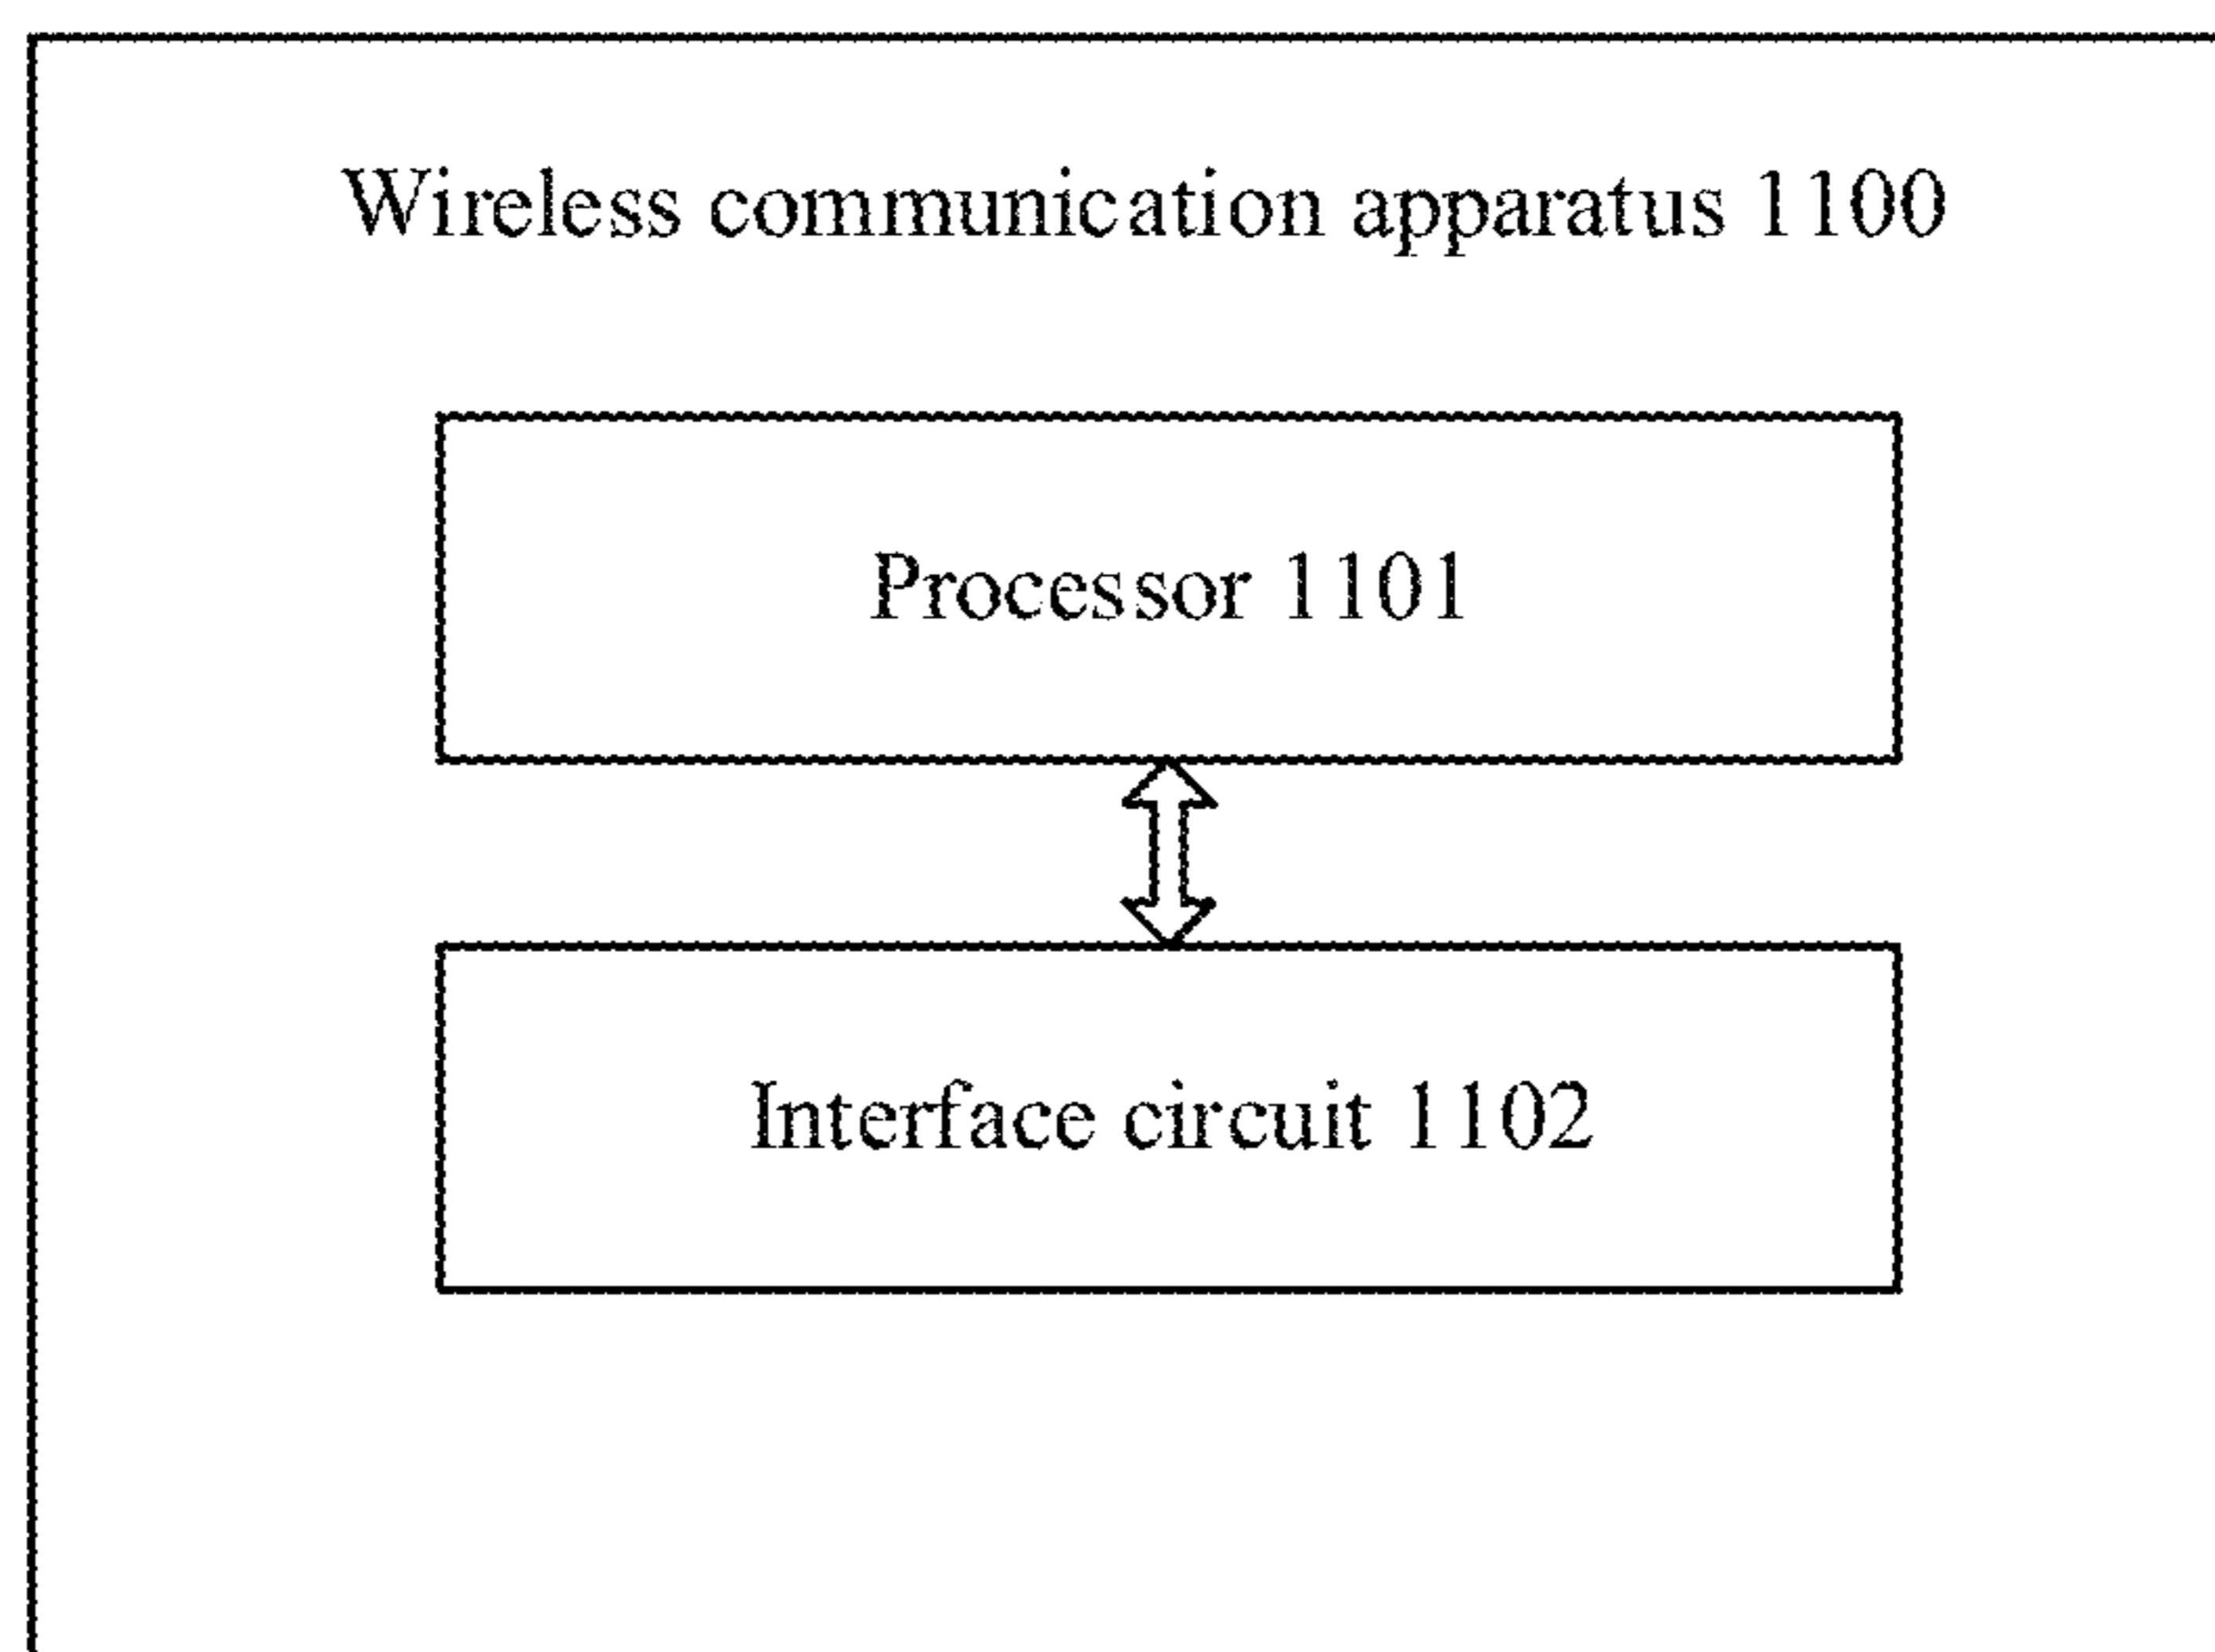 Wireless communication apparatus 1100
Processor 1101
Interface circuit 1102